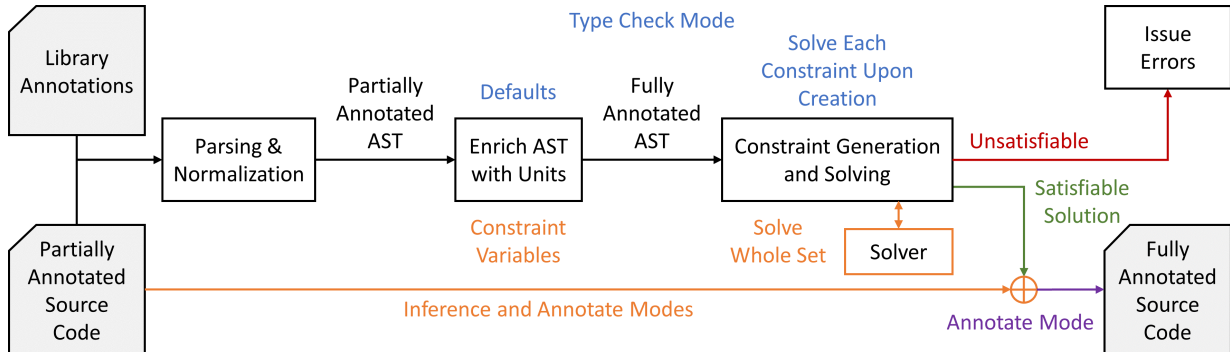 Type Check Mode
Library
Annotations
Partially
Annotated
AST
Defaults
Fully
Annotated
AST
Solve Each
Constraint Upon
Creation
Issue
Errors
Parsing &
Normalization
Enrich AST
with Units
Constraint Generation
and Solving
Unsatisfiable
Satisfiable
Solution
Partially
Annotated
Source
Code
Constraint
Variables
Solve
Whole Set
Solver
Inference and Annotate Modes
Annotate Mode
Fully
Annotated
Source
Code